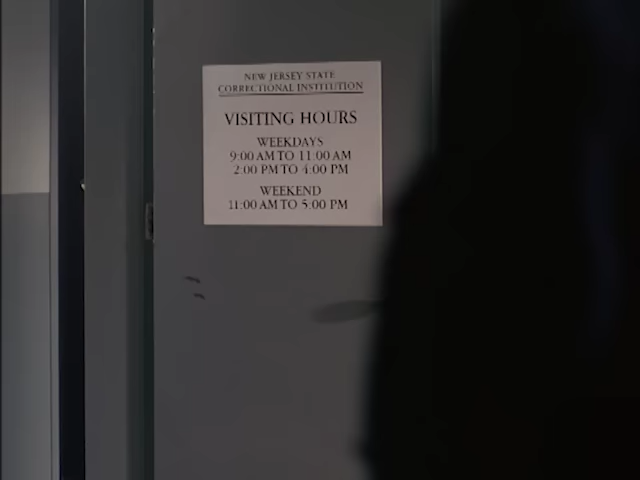 NEW JERSEY STATE
CORRECTIONAL INSTITUTION
VISITING HOURS
WEEKDAYS
9:00 AM TO 11:00 AM
2:00 PM TO 4:00 PM
WEEKEND
11:00 AM TO 5:00 PM